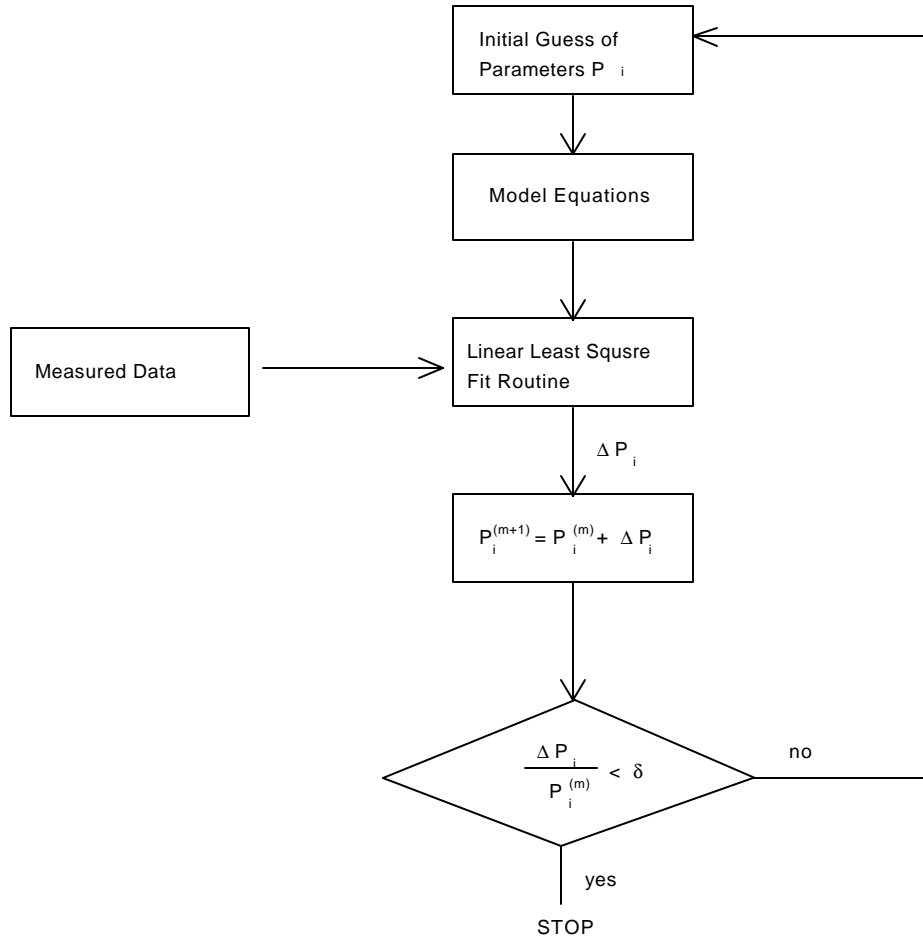 Initial Guess of
Parameters P i
Model Equations
Measured Data
Linear Least Squsre
Fit Routine
Δ P i
P i (m+1) = P i (m) + Δ P i
Δ P i
P i (m) < δ
no
yes
STOP